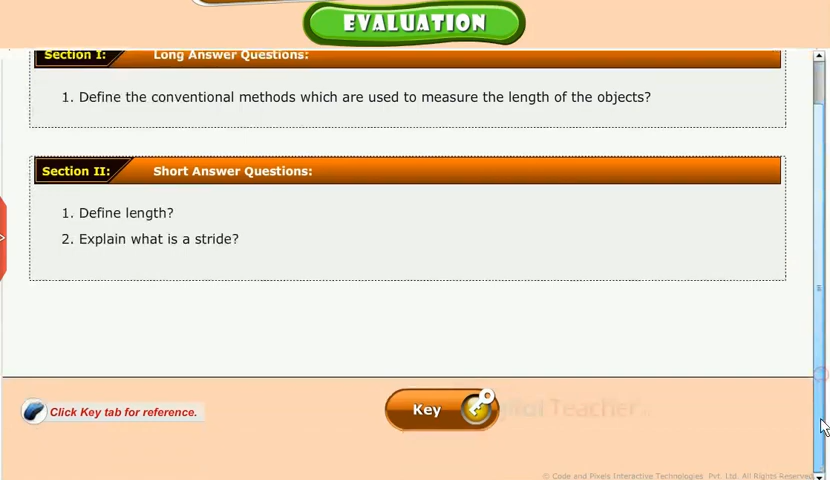 EVALUATION
Section I: Long Answer Questions:
1. Define the conventional methods which are used to measure the length of the objects?
Section II: Short Answer Questions:
1. Define length?
2. Explain what is a stride?
Click Key tab for reference.
Key
Teacher
© Code and Pixels Interactive Technologies. Pvt. Ltd. All Rights Reserved